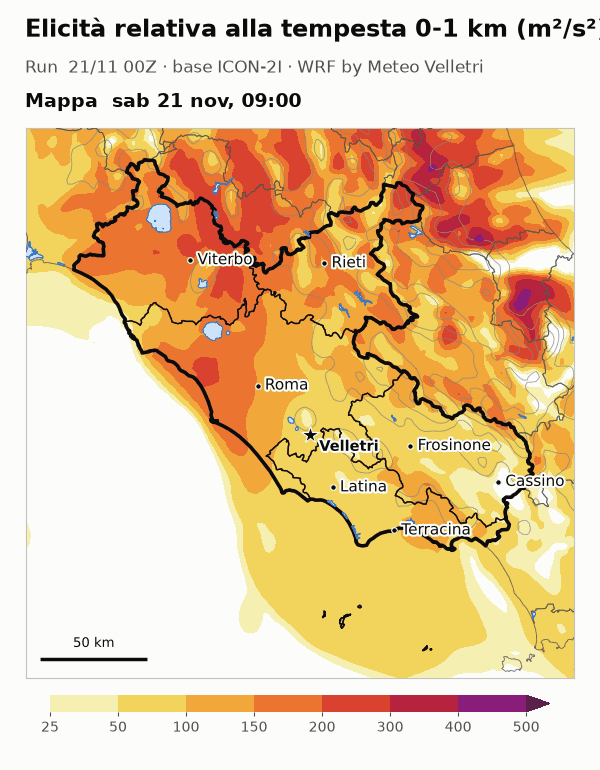 Elicità relativa alla tempesta 0-1 km (m²/s²)
Run  21/11 00Z · base ICON-2I · WRF by Meteo Velletri
Mappa  sab 21 nov, 09:00
Viterbo
Rieti
Roma
Velletri
Frosinone
Latina
Cassino
Terracina
50 km
25 50 100 150 200 300 400 500